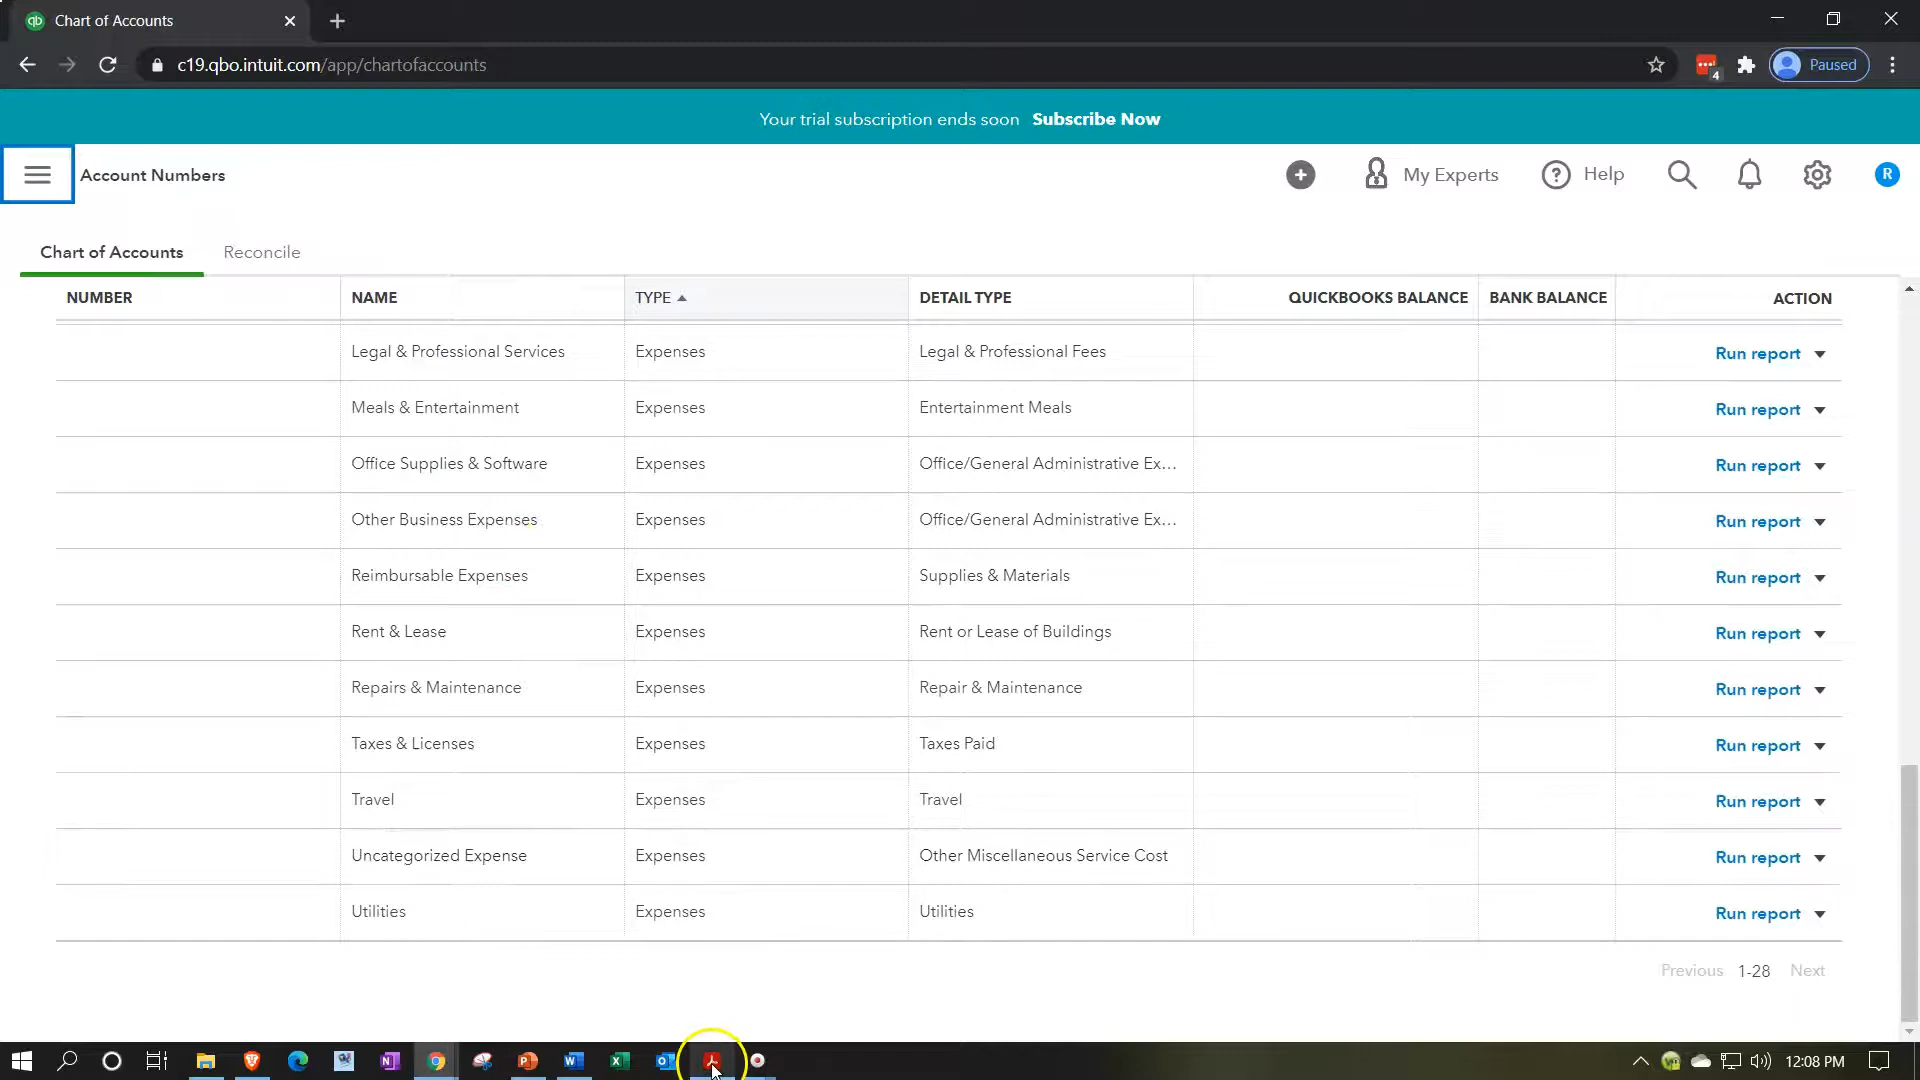 Chart of Accounts
c19.qbo.intuit.com/app/chartofaccounts
4
Paused
Your trial subscription ends soon Subscribe Now
Account Numbers
My Experts
Help
R
Chart of Accounts
Reconcile
NUMBER NAME TYPE DETAIL TYPE QUICKBOOKS BALANCE BANK BALANCE ACTION
Legal & Professional Services Expenses Legal & Professional Fees Run report
Meals & Entertainment Expenses Entertainment Meals Run report
Office Supplies & Software Expenses Office/General Administrative Ex... Run report
Other Business Expenses Expenses Office/General Administrative Ex... Run report
Reimbursable Expenses Expenses Supplies & Materials Run report
Rent & Lease Expenses Rent or Lease of Buildings Run report
Repairs & Maintenance Expenses Repair & Maintenance Run report
Taxes & Licenses Expenses Taxes Paid Run report
Travel Expenses Travel Run report
Uncategorized Expense Expenses Other Miscellaneous Service Cost Run report
Utilities Expenses Utilities Run report
Previous 1-28 Next
12:08 PM